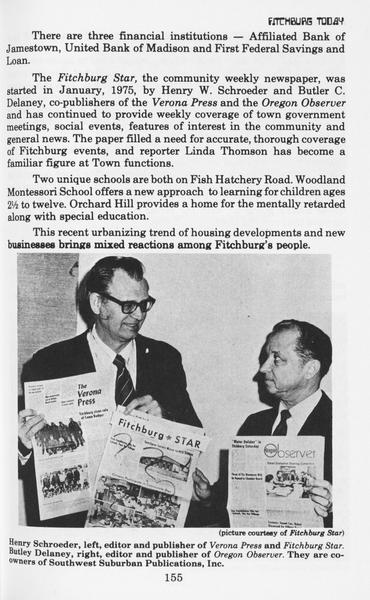 FITCHBURG TODAY
There are three financial institutions — Affiliated Bank of
Jamestown, United Bank of Madison and First Federal Savings and
Loan.
The Fitchburg Star, the community weekly newspaper, was
started in January, 1975, by Henry W. Schroeder and Butler C.
Delaney, co-publishers of the Verona Press and the Oregon Observer
and has continued to provide weekly coverage of town government
meetings, social events, features of interest in the community and
general news. The paper filled a need for accurate, thorough coverage
of Fitchburg events, and reporter Linda Thomson has become a
familiar figure at Town functions.
Two unique schools are both on Fish Hatchery Road. Woodland
Montessori School offers a new approach to learning for children ages
2½ to twelve. Orchard Hill provides a home for the mentally retarded
along with special education.
This recent urbanizing trend of housing developments and new
businesses brings mixed reactions among Fitchburg's people.
The
Verona
Press
Fitchburg STAR
Observer
(picture courtesy of Fitchburg Star)
Henry Schroeder, left, editor and publisher of Verona Press and Fitchburg Star.
Butley Delaney, right, editor and publisher of Oregon Observer. They are co-
owners of Southwest Suburban Publications, Inc.
155